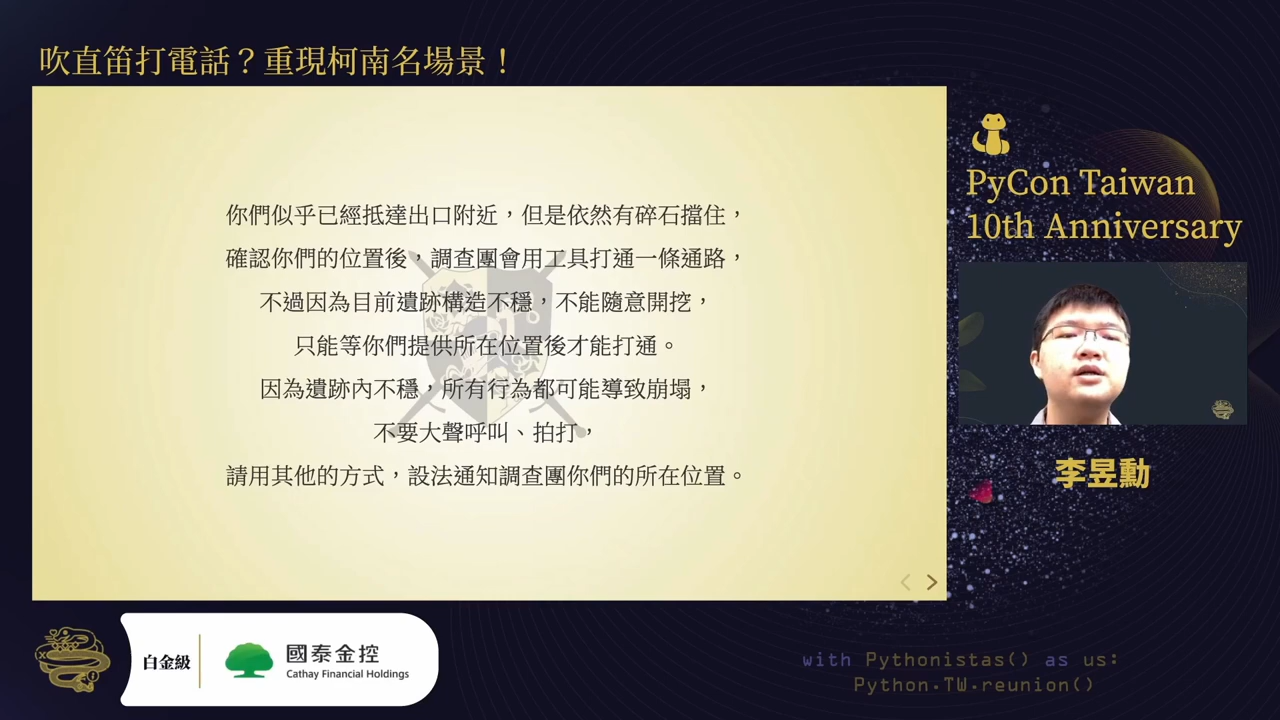 吹直笛打電話？重現柯南名場景！
你們似乎已經抵達出口附近，但是依然有碎石擋住，
確認你們的位置後，調查團會用工具打通一條通路，
不過因為目前遺跡構造不穩，不能隨意開挖，
只能等你們提供所在位置後才能打通。
因為遺跡內不穩，所有行為都可能導致崩塌，
不要大聲呼叫、拍打，
請用其他的方式，設法通知調查團你們的所在位置。
PyCon Taiwan
10th Anniversary
李昱勳
白金級
國泰金控
Cathay Financial Holdings
with Pythonistas() as us:
Python.TW.reunion()